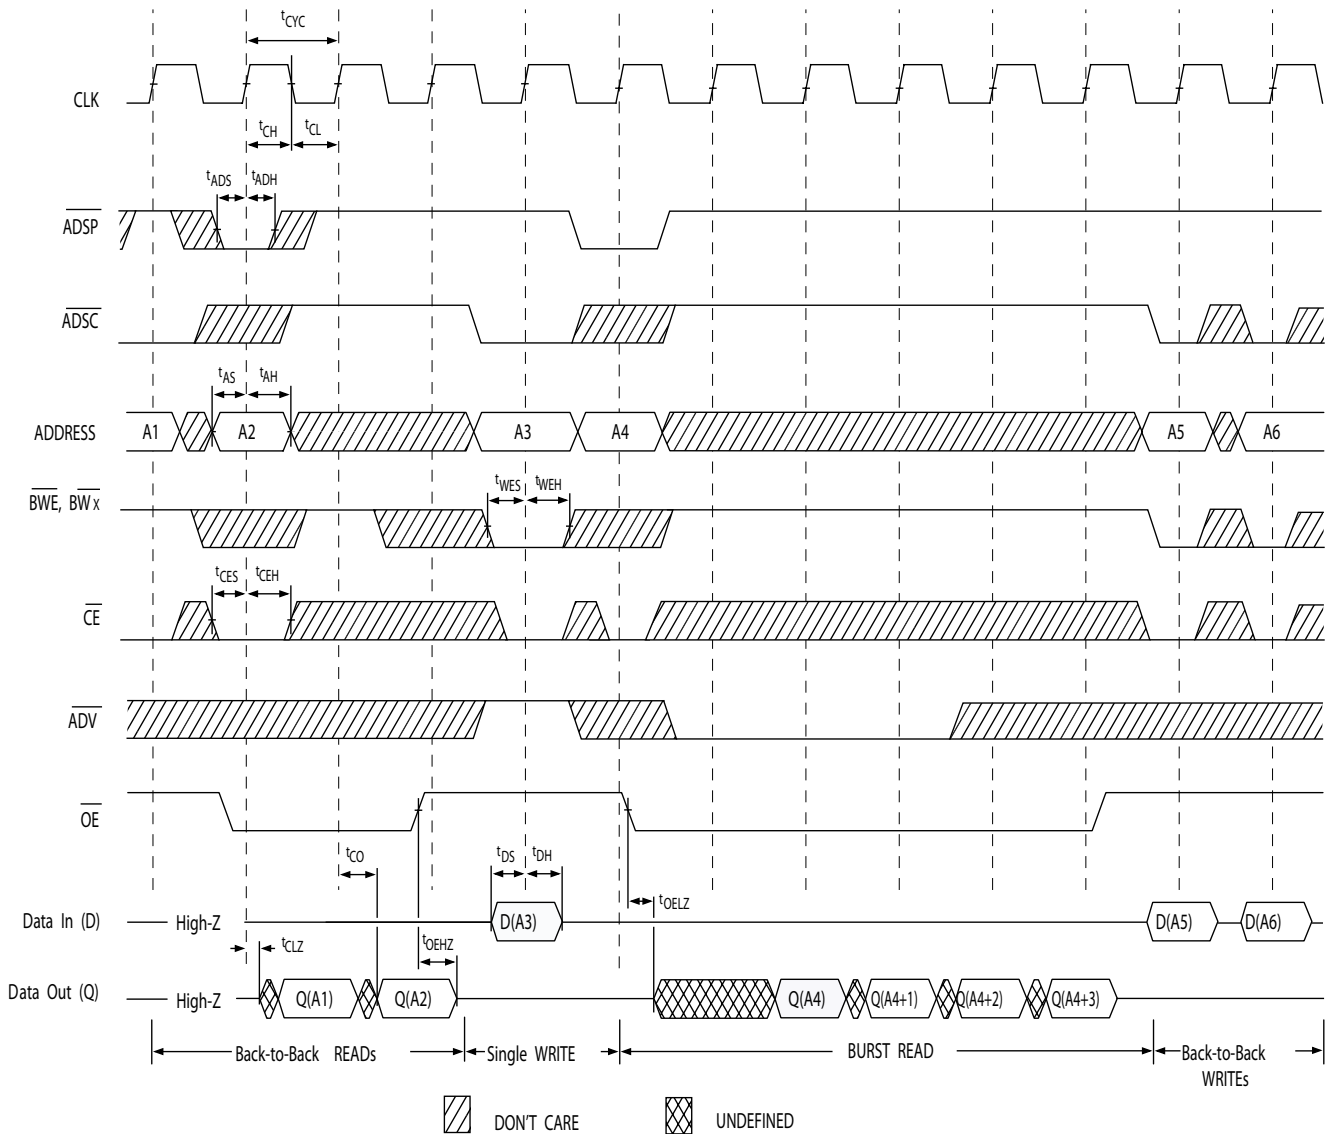 tCYC
CLK
tCH tCL
tADS tADH
ADSP
ADSC
tAS tAH
ADDRESS A1 A2 A3 A4 A5 A6
tWES tWEH
BWE, BWx
tCES tCEH
CE
ADV
OE
tCO tDS tDH
tOELZ
Data In (D) High-Z D(A3) D(A5) D(A6)
tCLZ tOEHZ
Data Out (Q) High-Z Q(A1) Q(A2) Q(A4) Q(A4+1) Q(A4+2) Q(A4+3)
Back-to-Back READs Single WRITE BURST READ Back-to-Back
WRITEs
DON'T CARE UNDEFINED